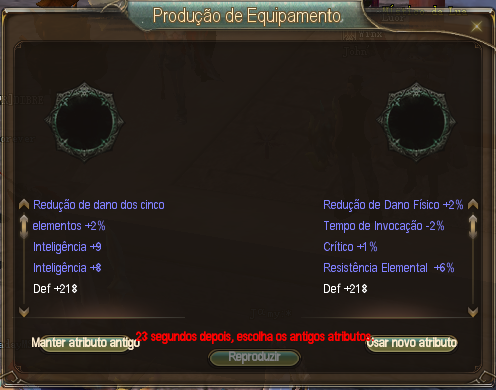 Produção de Equipamento
Redução de dano dos cinco
elementos +2%
Inteligência +9
Inteligência +8
Def +218
Redução de Dano Físico +2%
Tempo de Invocação -2%
Crítico +1%
Resistência Elemental +6%
Def +218
Manter atributo antigo
23 segundos depois, escolha os antigos atributos.
Usar novo atributo
Reproduzir